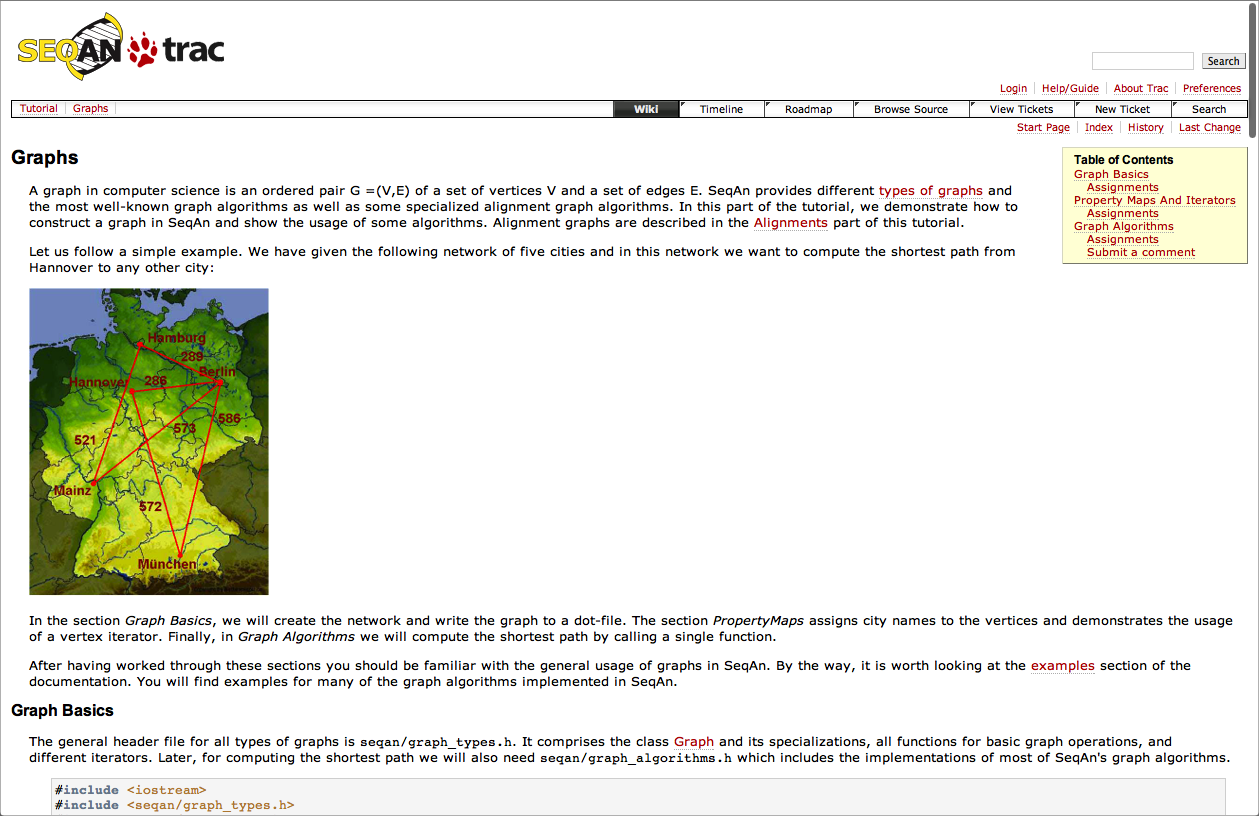 SEQAN trac
Search
Login Help/Guide About Trac Preferences
Tutorial Graphs Wiki Timeline Roadmap Browse Source View Tickets New Ticket Search
Start Page Index History Last Change
Graphs
Table of Contents
Graph Basics
Assignments
Property Maps And Iterators
Assignments
Graph Algorithms
Assignments
Submit a comment
A graph in computer science is an ordered pair G =(V,E) of a set of vertices V and a set of edges E. SeqAn provides different types of graphs and
the most well-known graph algorithms as well as some specialized alignment graph algorithms. In this part of the tutorial, we demonstrate how to
construct a graph in SeqAn and show the usage of some algorithms. Alignment graphs are described in the Alignments part of this tutorial.
Let us follow a simple example. We have given the following network of five cities and in this network we want to compute the shortest path from
Hannover to any other city:
Hamburg
289
Berlin
Hannover 286
586
573
521
Mainz
572
München
In the section Graph Basics, we will create the network and write the graph to a dot-file. The section PropertyMaps assigns city names to the vertices and demonstrates the usage
of a vertex iterator. Finally, in Graph Algorithms we will compute the shortest path by calling a single function.
After having worked through these sections you should be familiar with the general usage of graphs in SeqAn. By the way, it is worth looking at the examples section of the
documentation. You will find examples for many of the graph algorithms implemented in SeqAn.
Graph Basics
The general header file for all types of graphs is seqan/graph_types.h. It comprises the class Graph and its specializations, all functions for basic graph operations, and
different iterators. Later, for computing the shortest path we will also need seqan/graph_algorithms.h which includes the implementations of most of SeqAn's graph algorithms.
#include <iostream>
#include <seqan/graph_types.h>